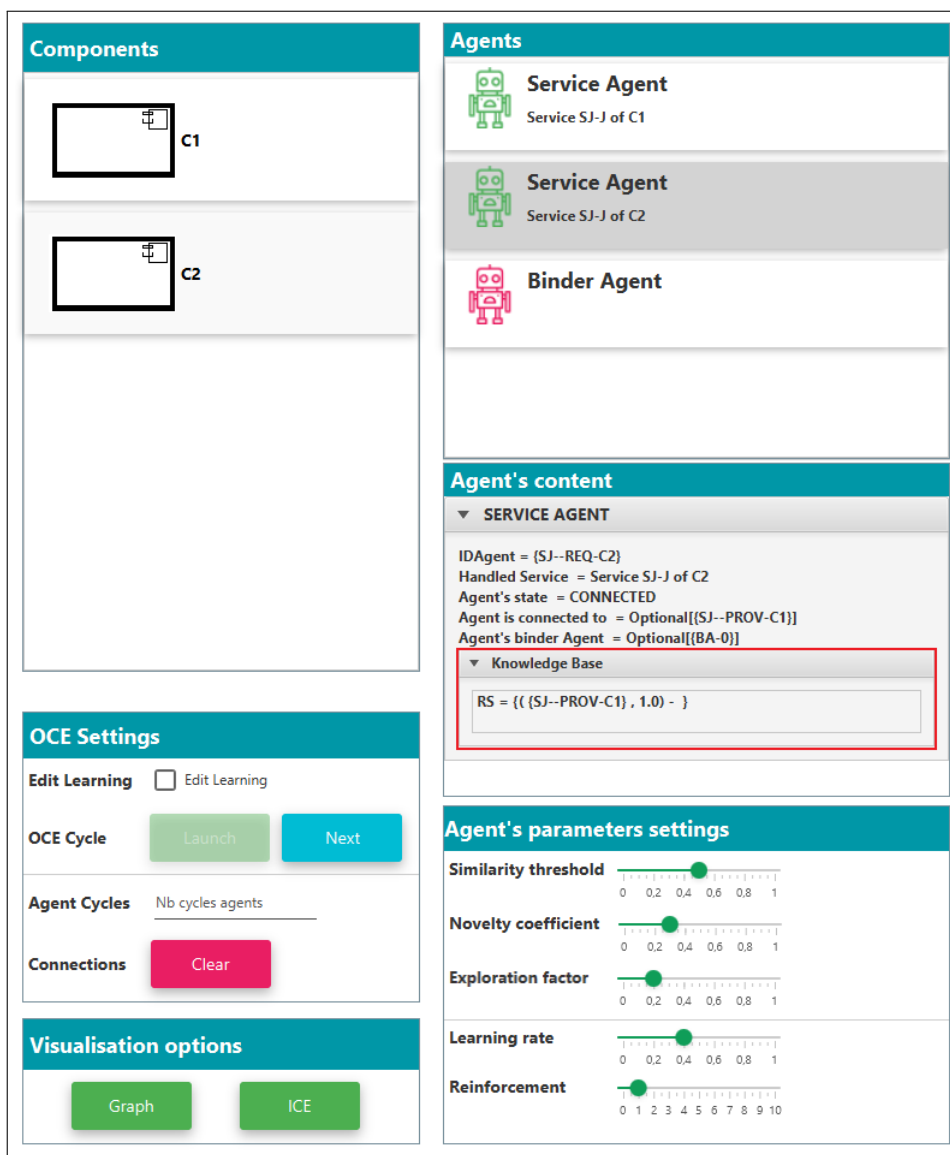 Components
C1
C2
Agents
Service Agent
Service SJ-J of C1
Service Agent
Service SJ-J of C2
Binder Agent
Agent's content
SERVICE AGENT
IDAgent = {SJ--REQ-C2}
Handled Service = Service SJ-J of C2
Agent's state = CONNECTED
Agent is connected to = Optional[{SJ--PROV-C1}]
Agent's binder Agent = Optional[{BA-0}]
Knowledge Base
RS = {( {SJ--PROV-C1} , 1.0) - }
OCE Settings
Edit Learning Edit Learning
OCE Cycle Launch Next
Agent Cycles Nb cycles agents
Connections Clear
Visualisation options
Graph ICE
Agent's parameters settings
Similarity threshold
0 0,2 0,4 0,6 0,8 1
Novelty coefficient
0 0,2 0,4 0,6 0,8 1
Exploration factor
0 0,2 0,4 0,6 0,8 1
Learning rate
0 0,2 0,4 0,6 0,8 1
Reinforcement
0 1 2 3 4 5 6 7 8 9 10